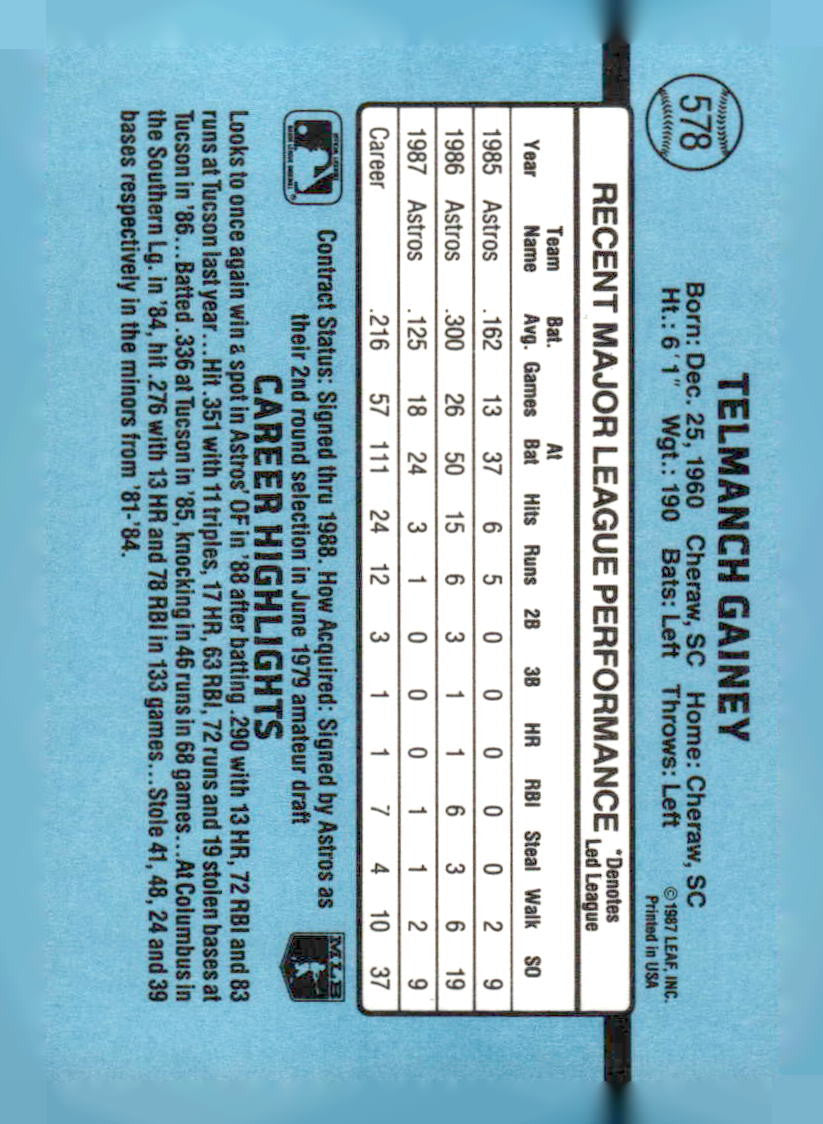 578
TELMANCH GAINEY
Born: Dec. 25, 1960 Cheraw, SC Home: Cheraw, SC
Ht.: 6'1" Wgt.: 190 Bats: Left Throws: Left
©1987 LEAF, INC.
Printed in USA
RECENT MAJOR LEAGUE PERFORMANCE *Denotes Led League
Year Team Name Bat. Avg. Games At Bat Hits Runs 2B 3B HR RBI Steal Walk SO
1985 Astros .162 13 37 6 5 0 0 0 0 0 2 9
1986 Astros .300 26 50 15 6 3 1 1 6 3 6 19
1987 Astros .125 18 24 3 1 0 0 0 1 1 2 9
Career .216 57 111 24 12 3 1 1 7 4 10 37
Contract Status: Signed thru 1988. How Acquired: Signed by Astros as
their 2nd round selection in June 1979 amateur draft
MLB
CAREER HIGHLIGHTS
Looks to once again win a spot in Astros' OF in '88 after batting .290 with 13 HR, 72 RBI and 83
runs at Tucson last year...Hit .351 with 11 triples, 17 HR, 63 RBI, 72 runs and 19 stolen bases at
Tucson in '86...Batted .336 at Tucson in '85, knocking in 46 runs in 68 games...At Columbus in
the Southern Lg. in '84, hit .276 with 13 HR and 78 RBI in 133 games...Stole 41, 48, 24 and 39
bases respectively in the minors from '81-'84.